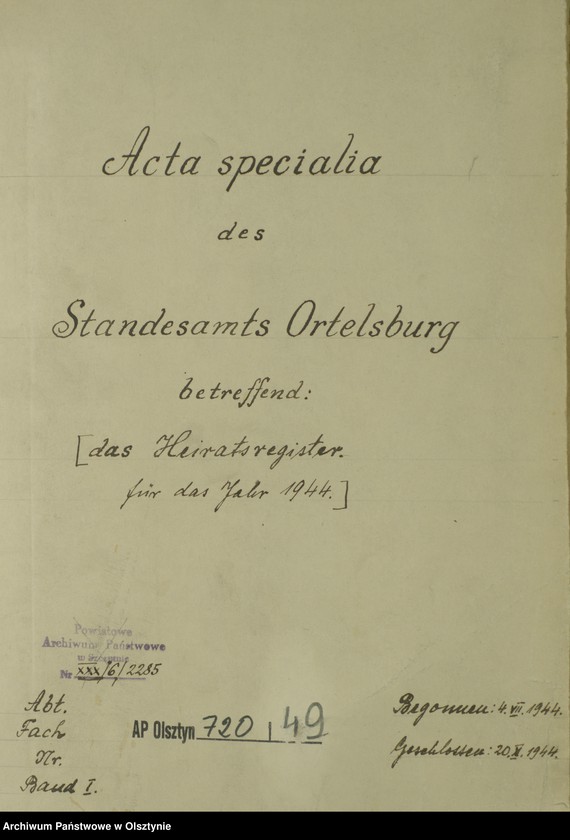 Acta specialia
des
Standesamts Ortelsburg
betreffend:
[das Heiratsregister.
für das Jahr 1944.]
Powiatowe
Archiwum Państwowe
w
Nr XXX/6/2285
Abt.
Fach
Nr.
Band I.
AP Olsztyn 720 / 49
Begonnen: 4. VII. 1944.
Geschlossen: 20. X. 1944.
Archiwum Państwowe w Olsztynie